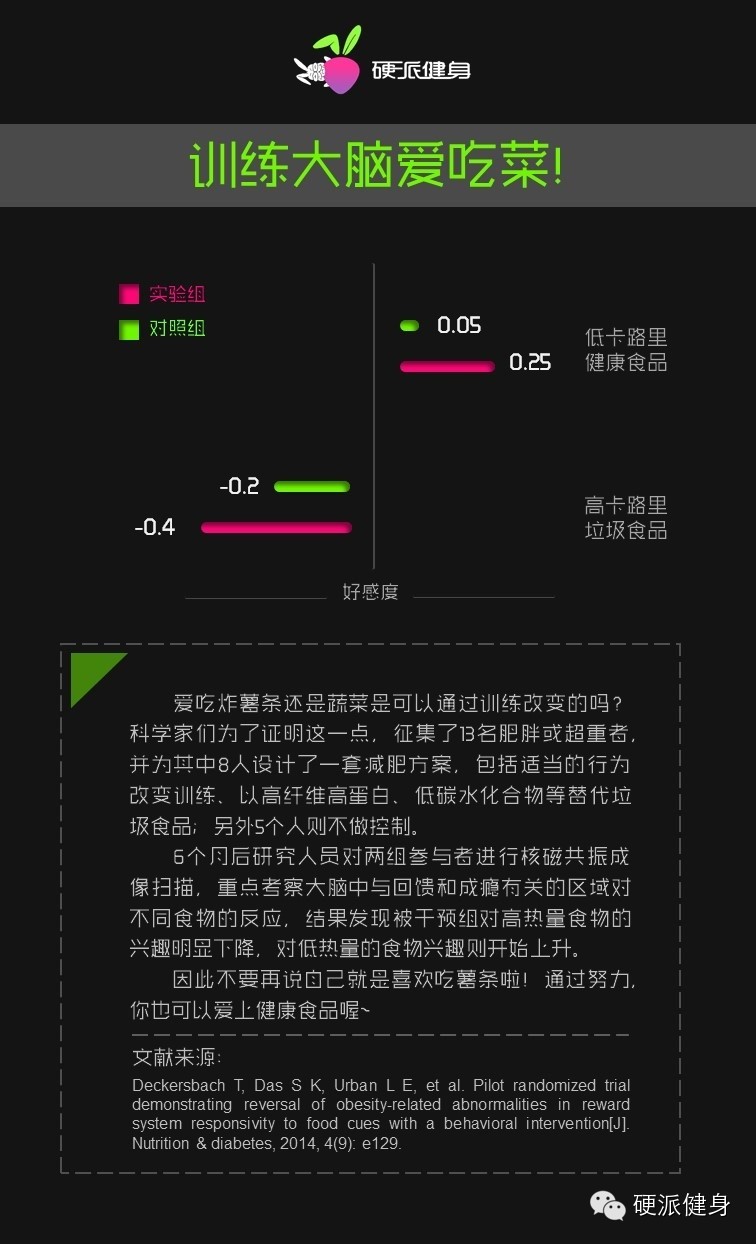 硬派健身
训练大脑爱吃菜!
实验组
对照组
0.05
0.25
低卡路里
健康食品
-0.2
-0.4
高卡路里
垃圾食品
好感度
爱吃炸薯条还是蔬菜是可以通过训练改变的吗?
科学家们为了证明这一点，征集了13名肥胖或超重者，
并为其中8人设计了一套减肥方案，包括适当的行为
改变训练、以高纤维高蛋白、低碳水化合物等替代垃
圾食品；另外5个人则不做控制。
6个月后研究人员对两组参与者进行核磁共振成
像扫描，重点考察大脑中与回馈和成瘾有关的区域对
不同食物的反应，结果发现被干预组对高热量食物的
兴趣明显下降，对低热量的食物兴趣则开始上升。
因此不要再说自己就是喜欢吃薯条啦！通过努力，
你也可以爱上健康食品喔~
文献来源：
Deckersbach T, Das S K, Urban L E, et al. Pilot randomized trial
demonstrating reversal of obesity-related abnormalities in reward
system responsivity to food cues with a behavioral intervention[J].
Nutrition & diabetes, 2014, 4(9): e129.
硬派健身